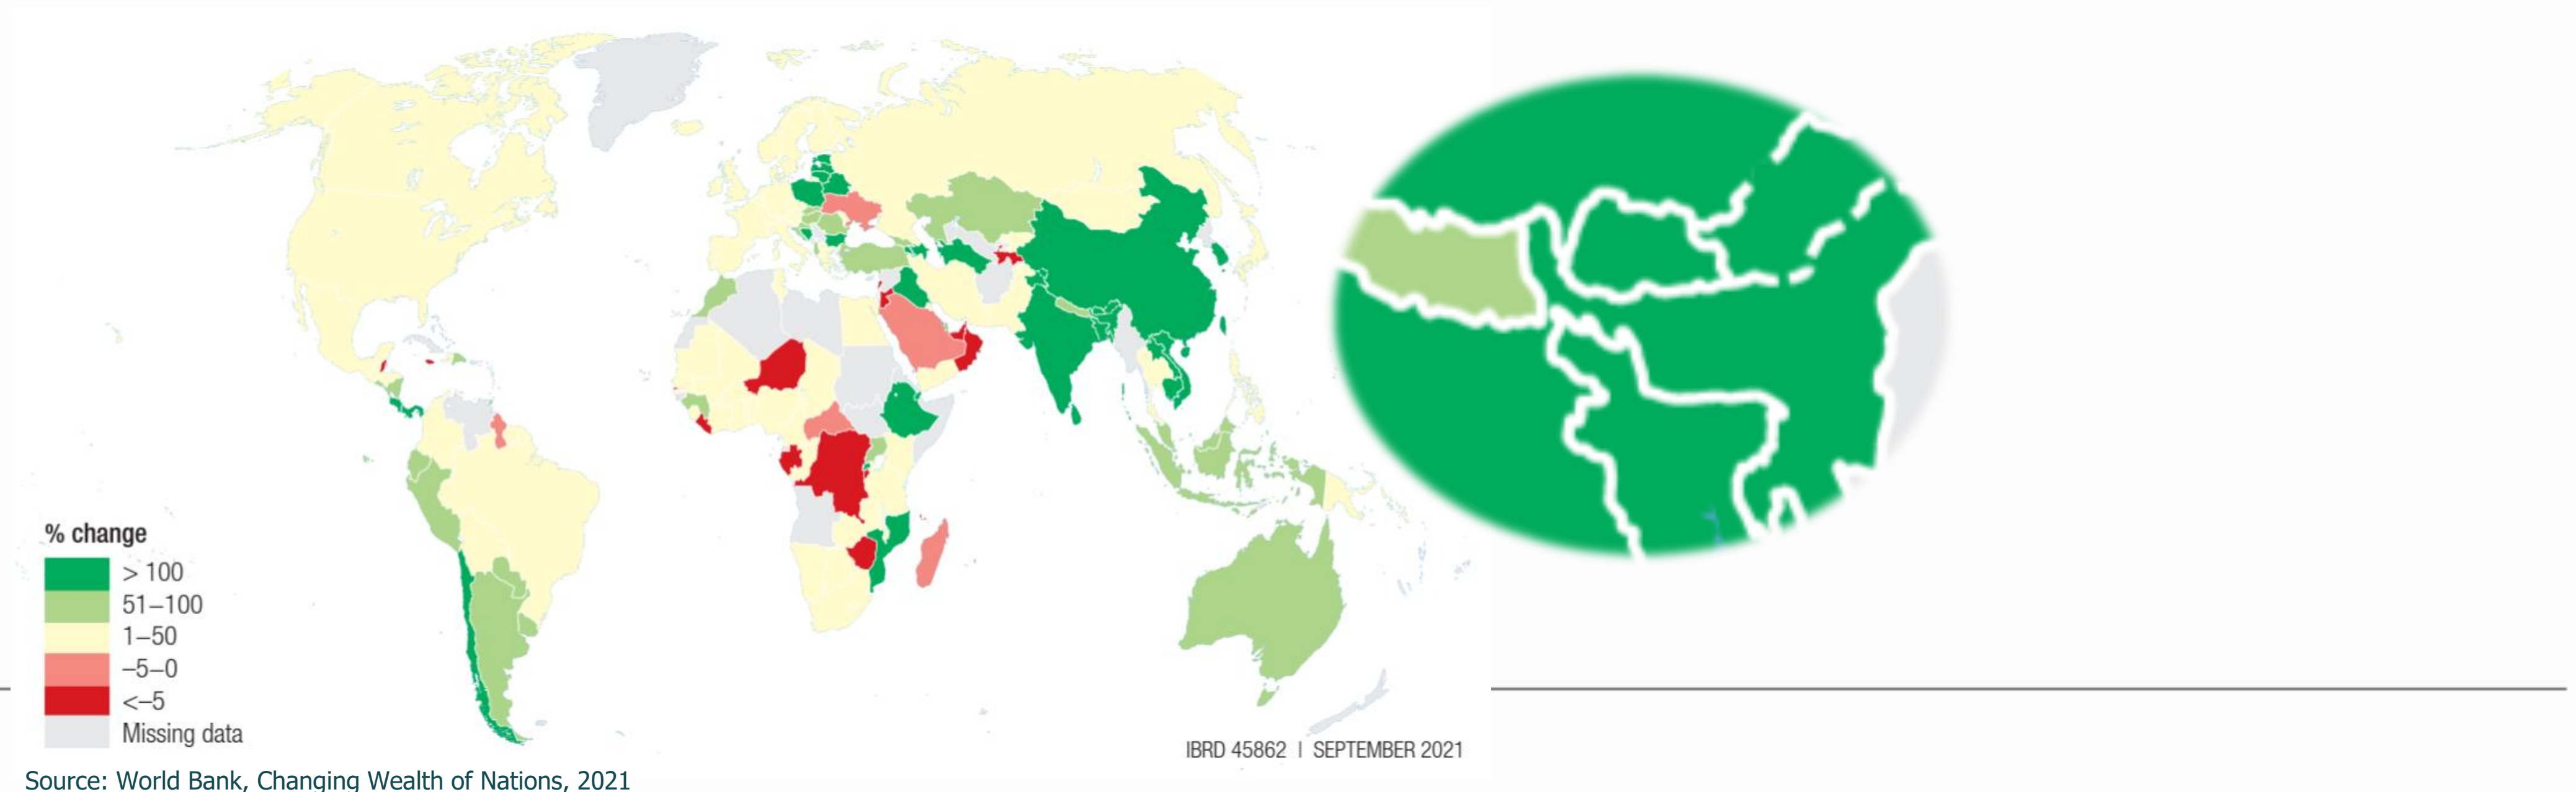 % change
> 100
51–100
1–50
–5–0
<–5
Missing data
IBRD 45862 | SEPTEMBER 2021
Source: World Bank, Changing Wealth of Nations, 2021